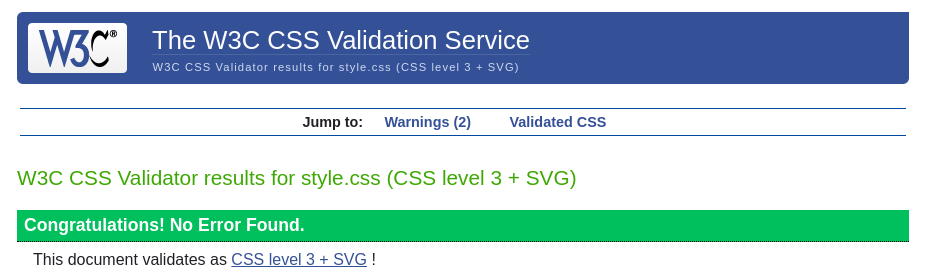 W3C®
The W3C CSS Validation Service
W3C CSS Validator results for style.css (CSS level 3 + SVG)
Jump to: Warnings (2) Validated CSS
W3C CSS Validator results for style.css (CSS level 3 + SVG)
Congratulations! No Error Found.
This document validates as CSS level 3 + SVG !